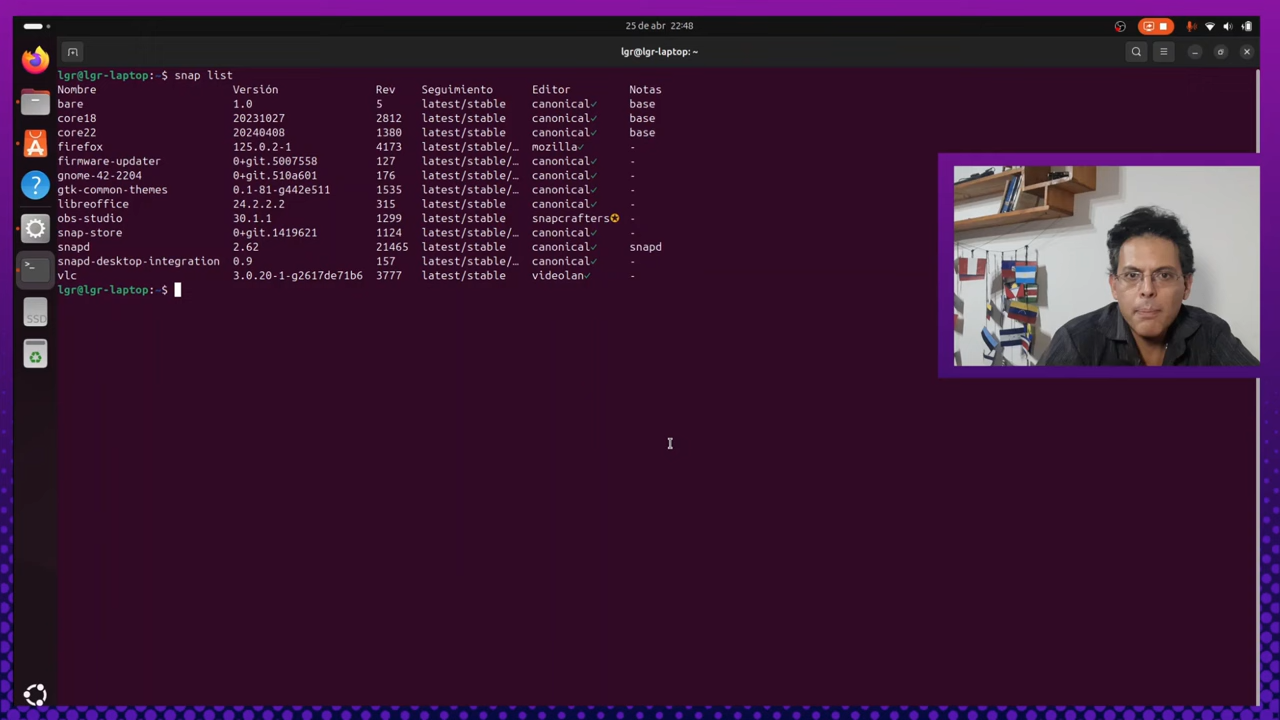 25 de abr 22:48
lgr@lgr-laptop: ~
lgr@lgr-laptop:~$ snap list
Nombre Versión Rev Seguimiento Editor Notas
bare 1.0 5 latest/stable canonical✓ base
core18 20231027 2812 latest/stable canonical✓ base
core22 20240408 1380 latest/stable canonical✓ base
firefox 125.0.2-1 4173 latest/stable/… mozilla✓ -
firmware-updater 0+git.5007558 127 latest/stable/… canonical✓ -
gnome-42-2204 0+git.510a601 176 latest/stable/… canonical✓ -
gtk-common-themes 0.1-81-g442e511 1535 latest/stable/… canonical✓ -
libreoffice 24.2.2.2 315 latest/stable canonical✓ -
obs-studio 30.1.1 1299 latest/stable snapcrafters✪ -
snap-store 0+git.1419621 1124 latest/stable/… canonical✓ -
snapd 2.62 21465 latest/stable canonical✓ snapd
snapd-desktop-integration 0.9 157 latest/stable/… canonical✓ -
vlc 3.0.20-1-g2617de71b6 3777 latest/stable videolan✓ -
lgr@lgr-laptop:~$
SSD